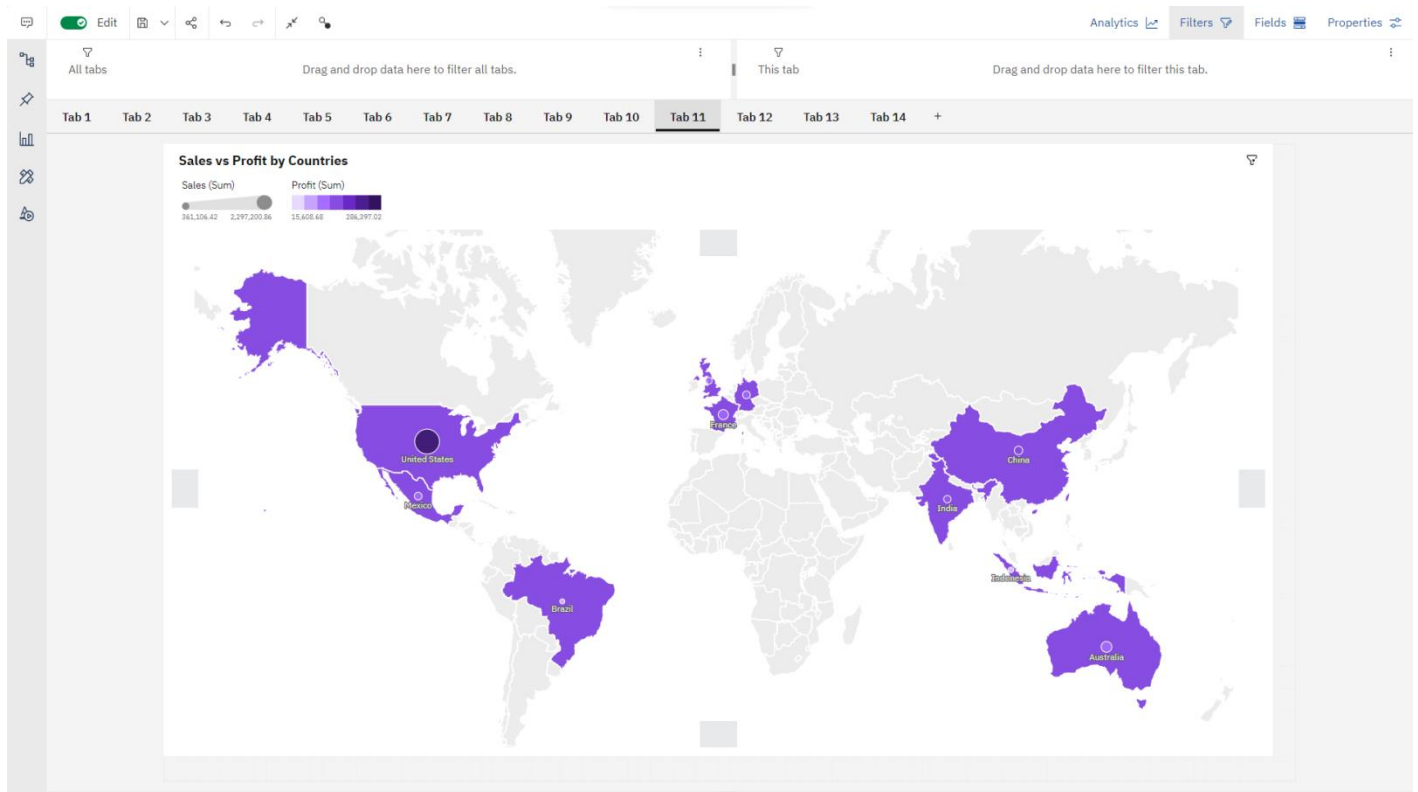 Edit
Analytics
Filters
Fields
Properties
All tabs
Drag and drop data here to filter all tabs.
This tab
Drag and drop data here to filter this tab.
Tab 1 Tab 2 Tab 3 Tab 4 Tab 5 Tab 6 Tab 7 Tab 8 Tab 9 Tab 10 Tab 11 Tab 12 Tab 13 Tab 14 +
Sales vs Profit by Countries
Sales (Sum) Profit (Sum)
361,106.42 2,297,200.86 15,608.68 286,397.02
France
United States
China
Mexico
India
Indonesia
Brazil
Australia